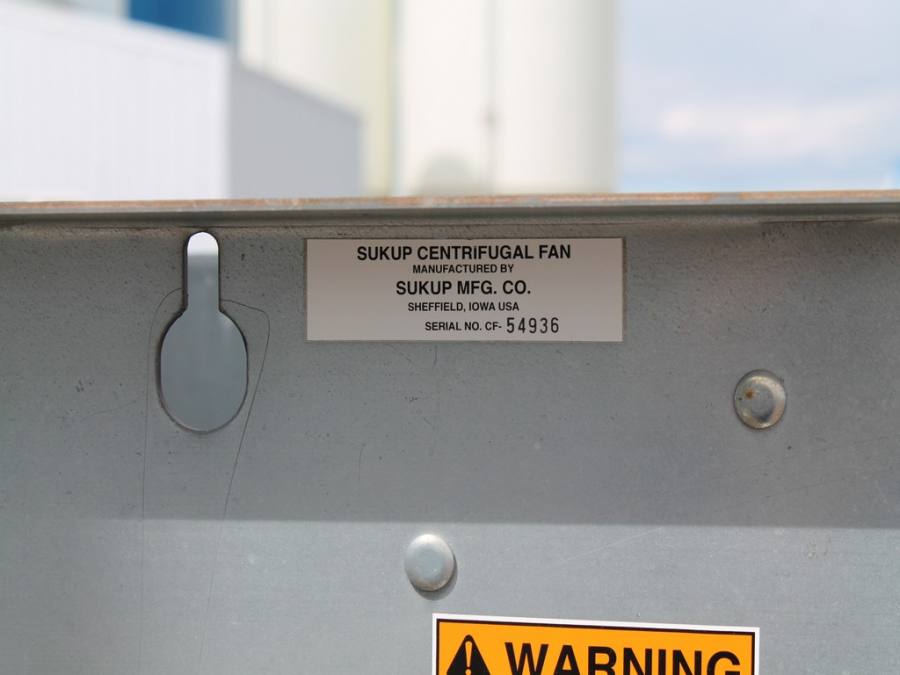 SUKUP CENTRIFUGAL FAN
MANUFACTURED BY
SUKUP MFG. CO.
SHEFFIELD, IOWA USA
SERIAL NO. CF- 54936
WARNING